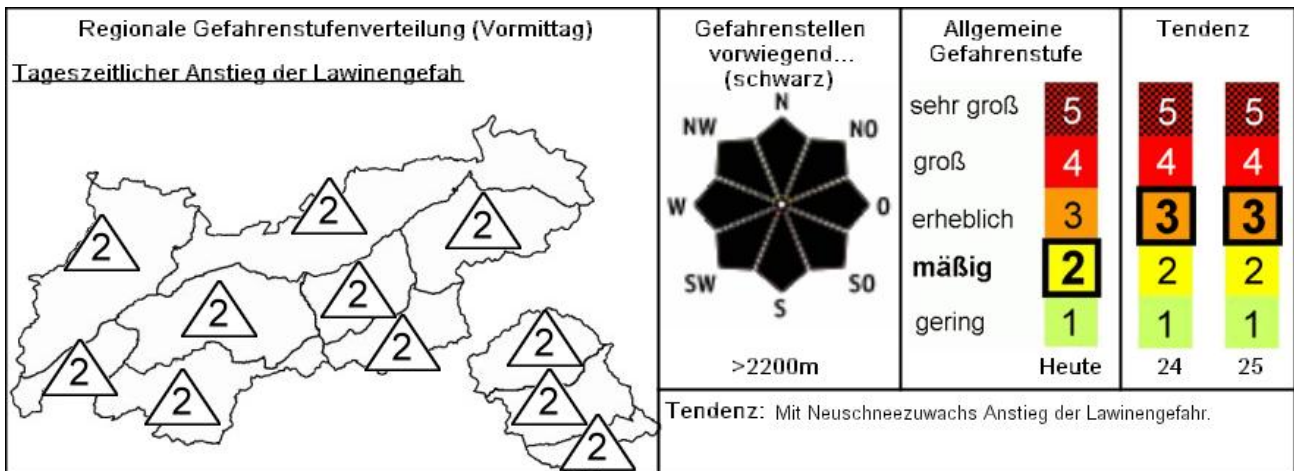 Regionale Gefahrenstufenverteilung (Vormittag)
Tageszeitlicher Anstieg der Lawinengefah
2
2
2
2
2
2
2
2
2
2
2
Gefahrenstellen
vorwiegend...
(schwarz)
N
NW
NO
W
O
SW
SO
S
>2200m
Allgemeine
Gefahrenstufe
sehr groß 5
groß 4
erheblich 3
mäßig 2
gering 1
Heute
Tendenz
5 5
4 4
3 3
2 2
1 1
24 25
Tendenz: Mit Neuschneezuwachs Anstieg der Lawinengefahr.